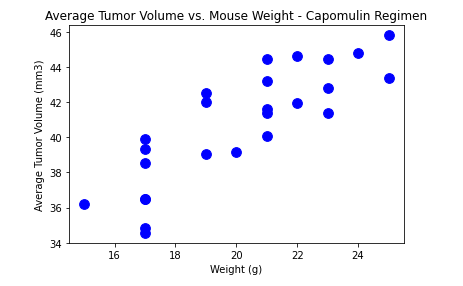 Average Tumor Volume vs. Mouse Weight - Capomulin Regimen
46
44
42
40
38
36
34
Average Tumor Volume (mm3)
16 18 20 22 24
Weight (g)